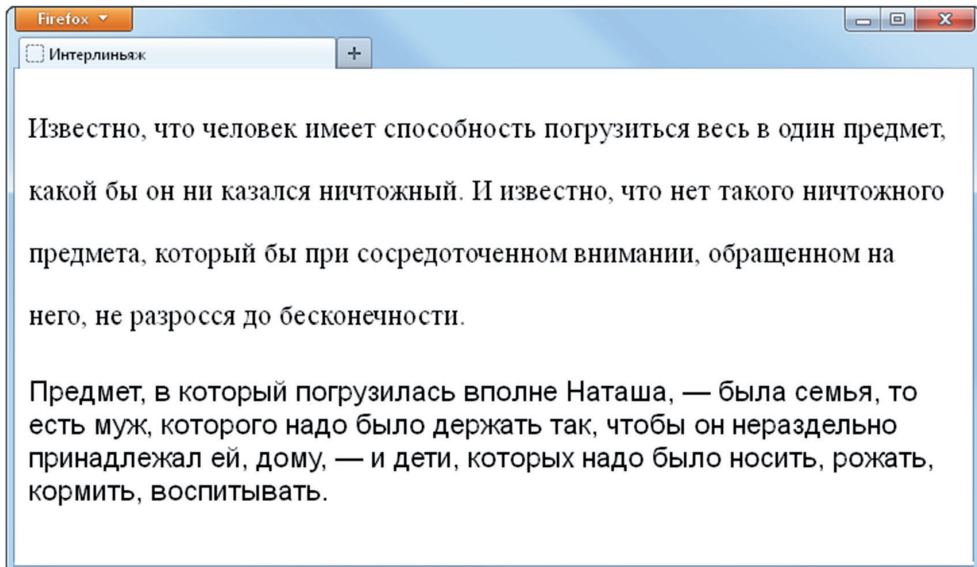 Firefox
Интерлиньяж
Известно, что человек имеет способность погрузиться весь в один предмет,
какой бы он ни казался ничтожный. И известно, что нет такого ничтожного
предмета, который бы при сосредоточенном внимании, обращенном на
него, не разросся до бесконечности.
Предмет, в который погрузилась вполне Наташа, — была семья, то
есть муж, которого надо было держать так, чтобы он нераздельно
принадлежал ей, дому, — и дети, которых надо было носить, рожать,
кормить, воспитывать.